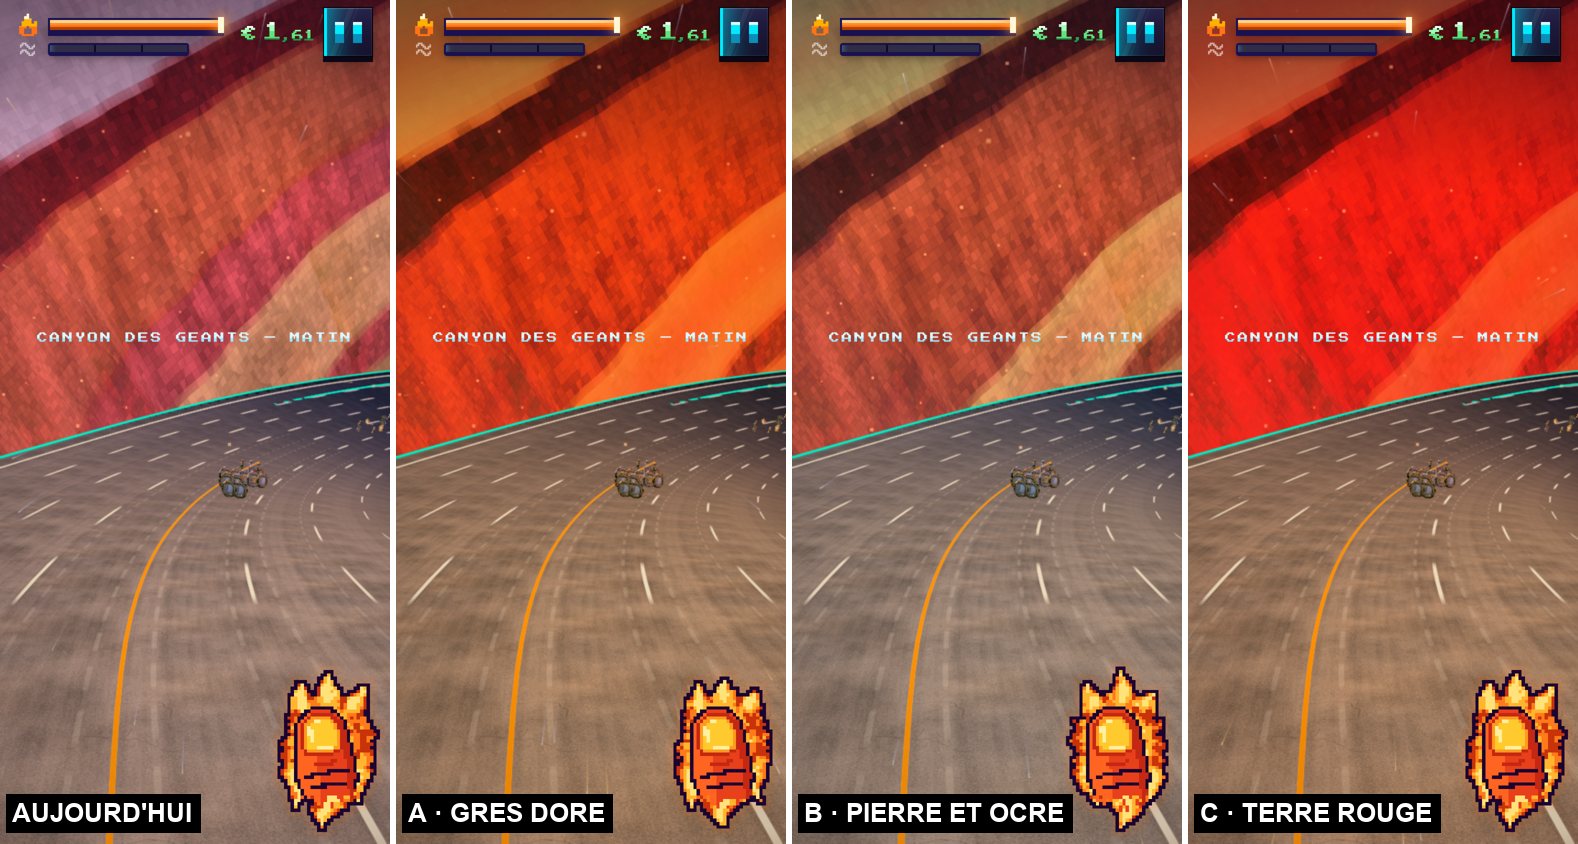 € 1,61
€ 1,61
€ 1,61
€ 1,61
CANYON DES GEANTS — MATIN
CANYON DES GEANTS — MATIN
CANYON DES GEANTS — MATIN
CANYON DES GEANTS — MATIN
AUJOURD'HUI
A · GRES DORE
B · PIERRE ET OCRE
C · TERRE ROUGE